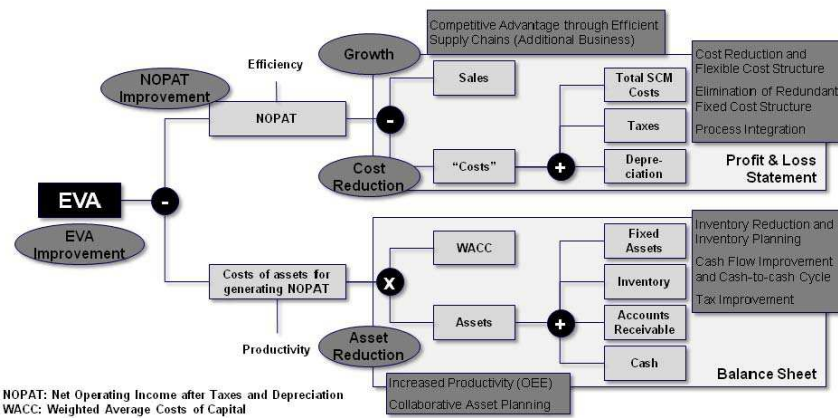 Competitive Advantage through Efficient
Supply Chains (Additional Business)
Growth
Cost Reduction and
Flexible Cost Structure
Elimination of Redundant
Fixed Cost Structure
Process Integration
Efficiency
NOPAT
Improvement
Sales
Total SCM
Costs
NOPAT
-
Taxes
Cost
Reduction
“Costs”
+
Depre-
ciation
Profit & Loss
Statement
EVA
-
EVA
Improvement
Inventory Reduction and
Inventory Planning
Cash Flow Improvement
and Cash-to-cash Cycle
Tax Improvement
Fixed
Assets
WACC
Costs of assets for
generating NOPAT
x
Inventory
Assets
+
Accounts
Receivable
Productivity
Asset
Reduction
Cash
Balance Sheet
Increased Productivity (OEE)
Collaborative Asset Planning
NOPAT: Net Operating Income after Taxes and Depreciation
WACC: Weighted Average Costs of Capital